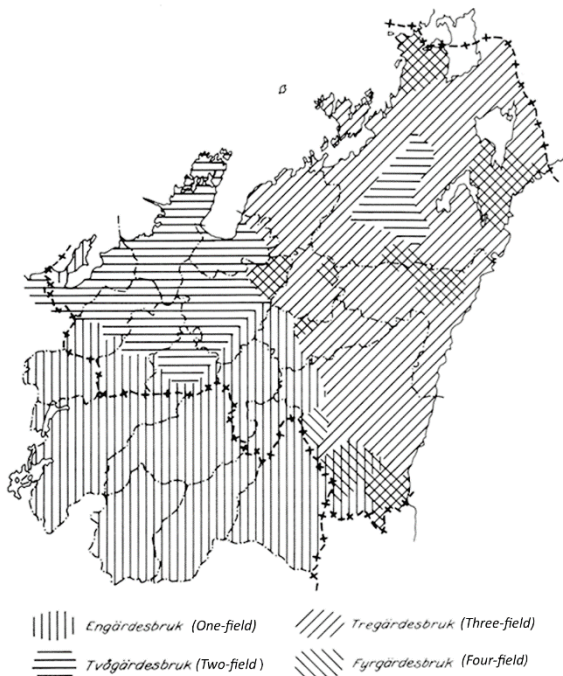 Engärdesbruk (One-field)
Tregärdesbruk (Three-field)
Tvågärdesbruk (Two-field)
Fyrgärdesbruk (Four-field)